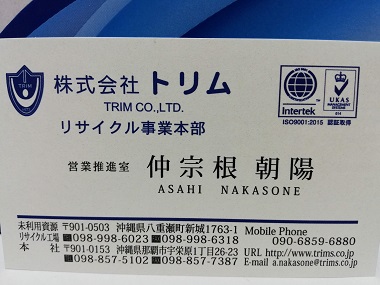 TRIM
株式会社 トリム
TRIM CO.,LTD.
リサイクル事業本部
Intertek
UKAS
MANAGEMENT
SYSTEMS
014
ISO9001:2015 認証取得
営業推進室 仲宗根 朝陽
ASAHI NAKASONE
未利用資源 〒901-0503 沖縄県八重瀬町新城1763-1
リサイクル工場 ☎098-998-6023 ☎098-998-6318
本社 〒901-0153 沖縄県那覇市宇栄原1丁目26-23
☎098-857-5102 ☎098-857-7387
Mobile Phone
090-6859-6880
URL http://www.trims.co.jp
E-mail a.nakasone@trims.co.jp